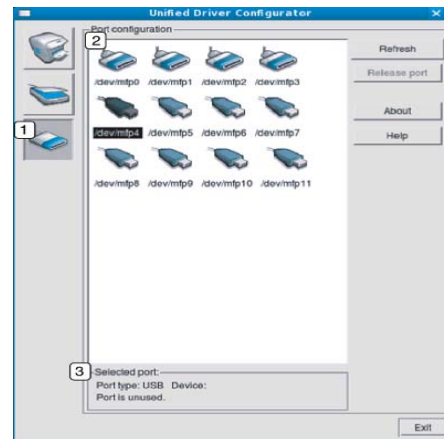 Unified Driver Configurator
Port configuration
2
Refresh
/dev/mfp0 /dev/mfp1 /dev/mfp2 /dev/mfp3
Release port
1
About
/dev/mfp4 /dev/mfp5 /dev/mfp6 /dev/mfp7
Help
/dev/mfp8 /dev/mfp9 /dev/mfp10 /dev/mfp11
3
Selected port:
Port type: USB Device:
Port is unused.
Exit